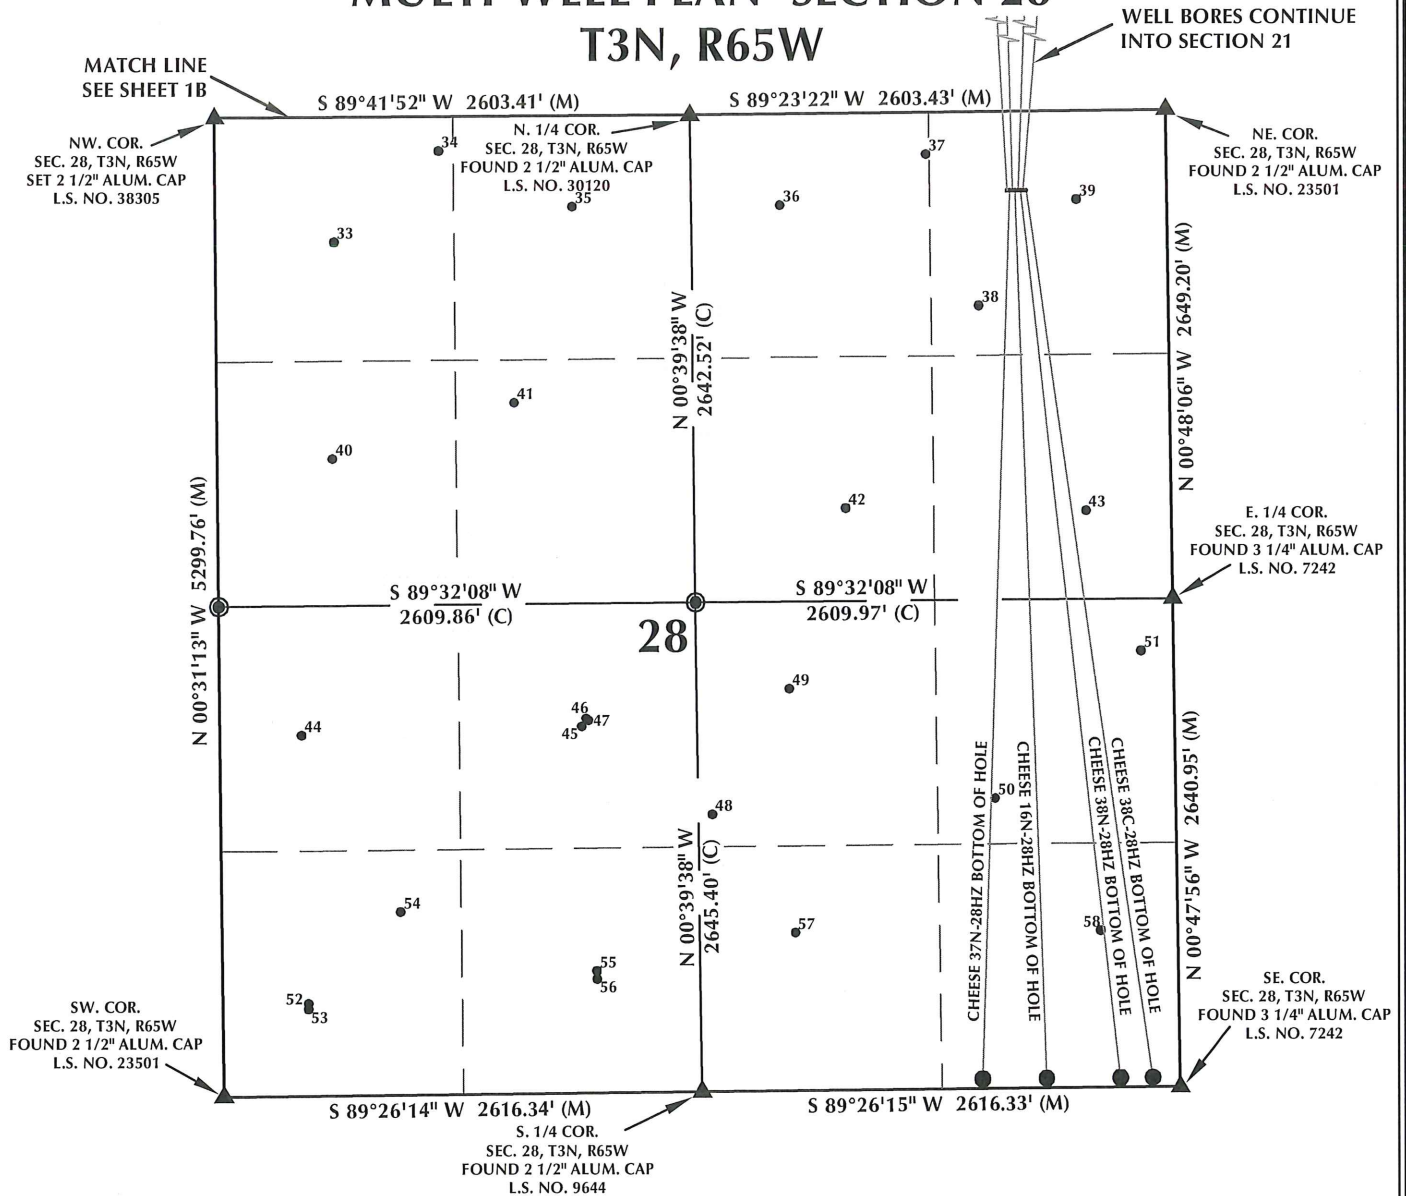 T3N, R65W
WELL BORES CONTINUE
INTO SECTION 21
MATCH LINE
SEE SHEET 1B
S 89°41'52" W 2603.41' (M)
S 89°23'22" W 2603.43' (M)
NW. COR.
SEC. 28, T3N, R65W
SET 2 1/2" ALUM. CAP
L.S. NO. 38305
N. 1/4 COR.
SEC. 28, T3N, R65W
FOUND 2 1/2" ALUM. CAP
L.S. NO. 30120
NE. COR.
SEC. 28, T3N, R65W
FOUND 2 1/2" ALUM. CAP
L.S. NO. 23501
34
37
35
36
39
33
38
N 00°39'38" W
2642.52' (C)
N 00°48'06" W 2649.20' (M)
41
40
42
43
N 00°31'13" W 5299.76' (M)
E. 1/4 COR.
SEC. 28, T3N, R65W
FOUND 3 1/4" ALUM. CAP
L.S. NO. 7242
S 89°32'08" W
2609.86' (C)
S 89°32'08" W
2609.97' (C)
28
51
49
46
47
45
44
50
48
CHEESE 37N-28HZ BOTTOM OF HOLE
CHEESE 16N-28HZ BOTTOM OF HOLE
CHEESE 38N-28HZ BOTTOM OF HOLE
CHEESE 38C-28HZ BOTTOM OF HOLE
N 00°47'56" W 2640.95' (M)
N 00°39'38" W
2645.40' (C)
54
57
58
55
56
52
53
SW. COR.
SEC. 28, T3N, R65W
FOUND 2 1/2" ALUM. CAP
L.S. NO. 23501
SE. COR.
SEC. 28, T3N, R65W
FOUND 3 1/4" ALUM. CAP
L.S. NO. 7242
S 89°26'14" W 2616.34' (M)
S 89°26'15" W 2616.33' (M)
S. 1/4 COR.
SEC. 28, T3N, R65W
FOUND 2 1/2" ALUM. CAP
L.S. NO. 9644